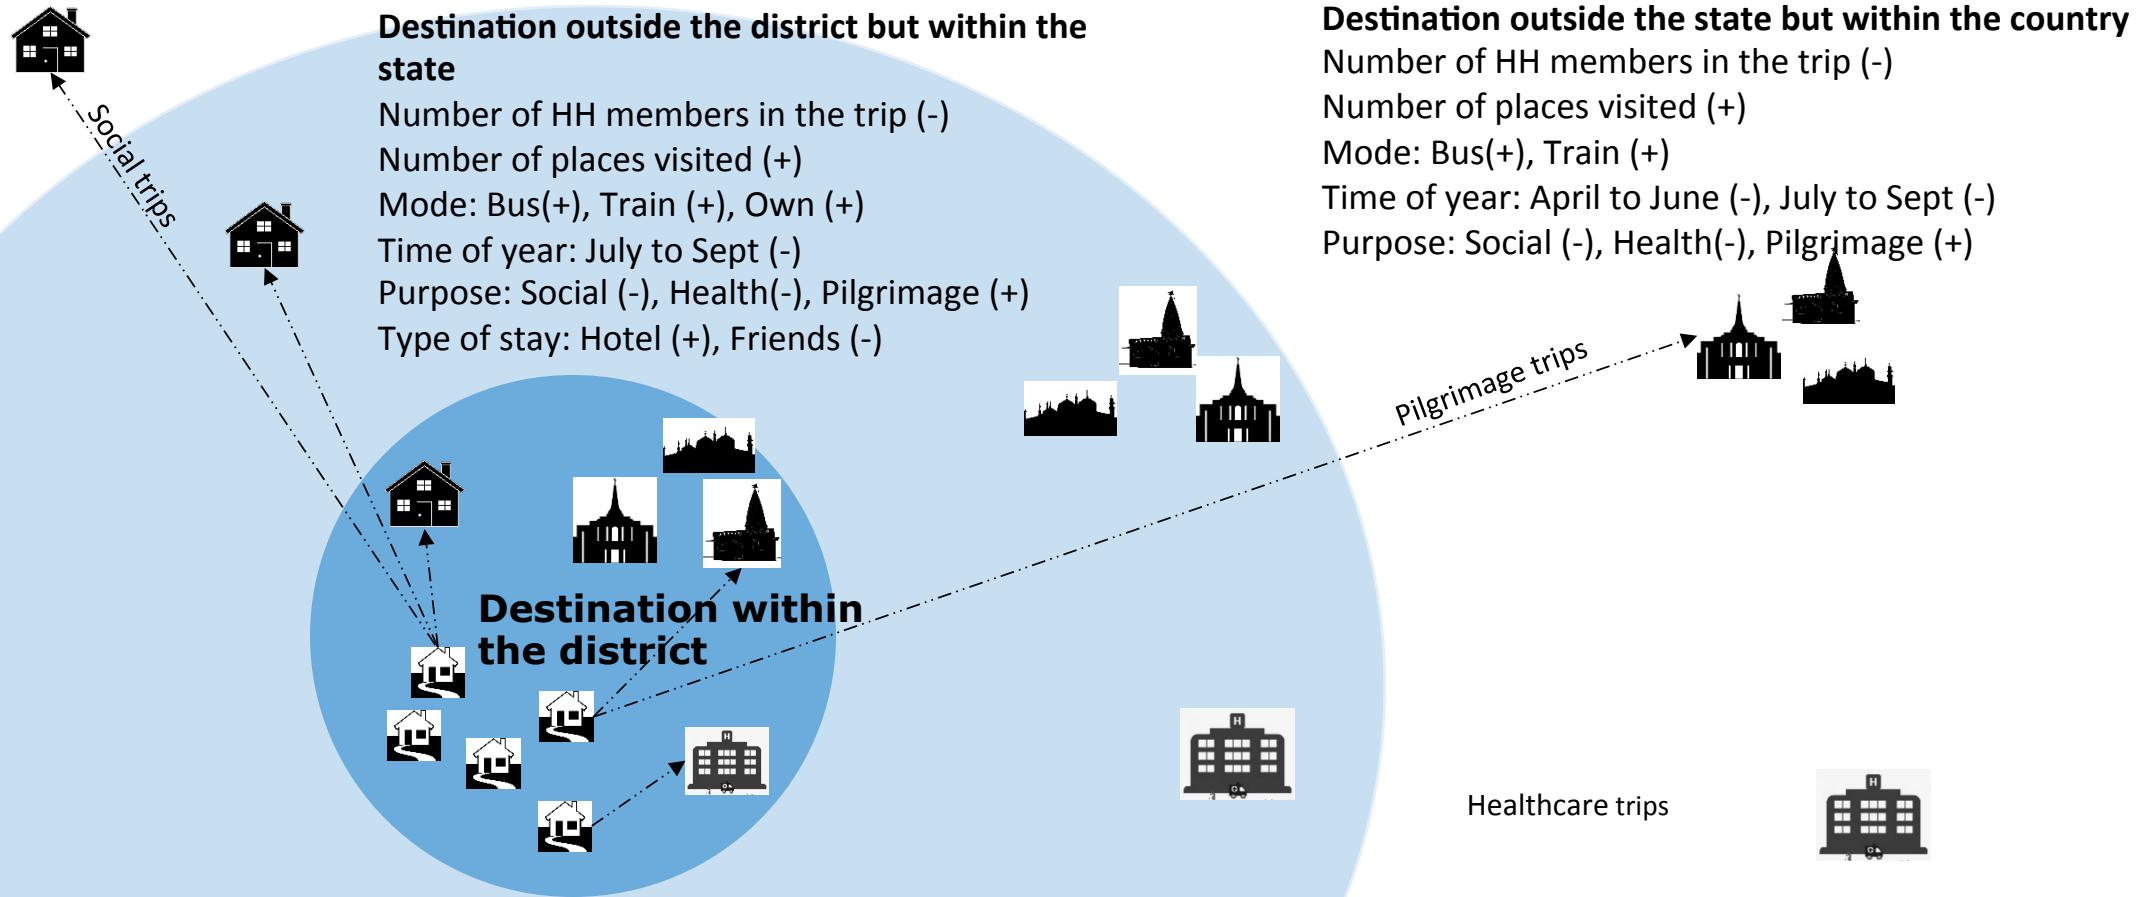 Destination outside the district but within the
state
Number of HH members in the trip (-)
Number of places visited (+)
Mode: Bus(+), Train (+), Own (+)
Time of year: July to Sept (-)
Purpose: Social (-), Health(-), Pilgrimage (+)
Type of stay: Hotel (+), Friends (-)
Destination outside the state but within the country
Number of HH members in the trip (-)
Number of places visited (+)
Mode: Bus(+), Train (+)
Time of year: April to June (-), July to Sept (-)
Purpose: Social (-), Health(-), Pilgrimage (+)
Social trips
Pilgrimage trips
Destination within
the district
H
H
Healthcare trips
H